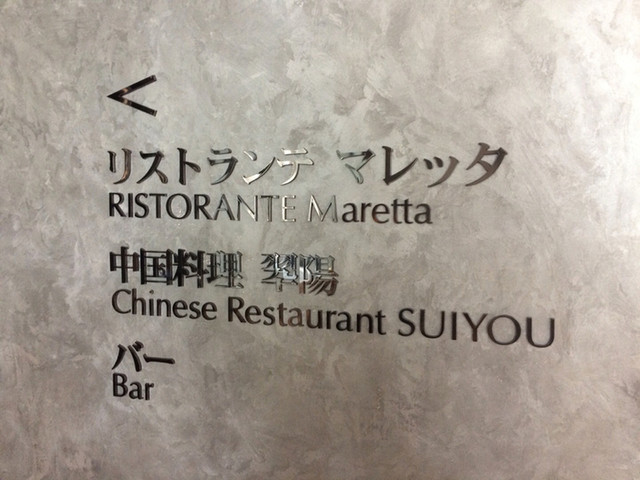 <
リストランテ マレッタ
RISTORANTE Maretta
中国料理 翠陽
Chinese Restaurant SUIYOU
バー
Bar